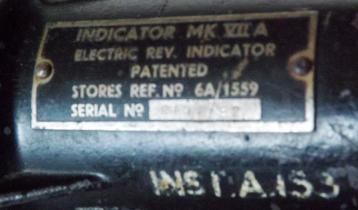 INDICATOR MK VII A
ELECTRIC REV. INDICATOR
PATENTED
STORES REF. Nº 6A/1559
SERIAL Nº
INST.A.153